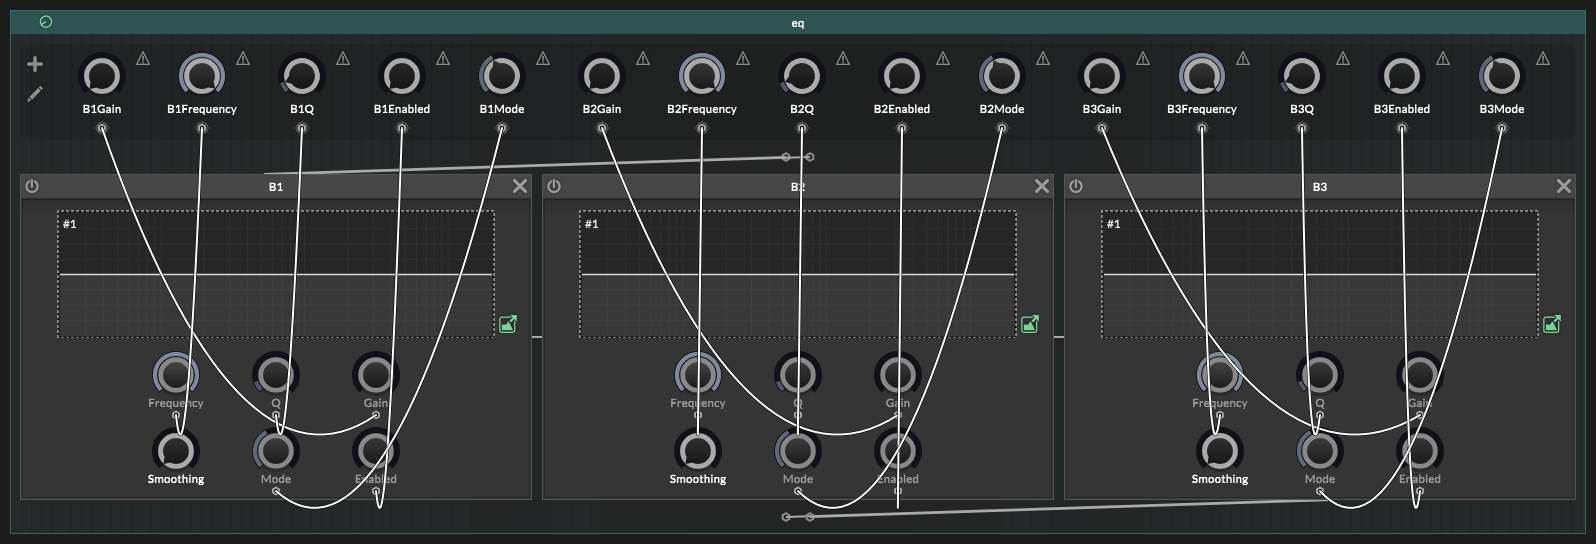 eq
B1Gain B1Frequency B1Q B1Enabled B1Mode B2Gain B2Frequency B2Q B2Enabled B2Mode B3Gain B3Frequency B3Q B3Enabled B3Mode
B1 B2 B3
#1 #1 #1
Frequency Q Gain Frequency Q Gain Frequency Q Gain
Smoothing Mode Enabled Smoothing Mode Enabled Smoothing Mode Enabled